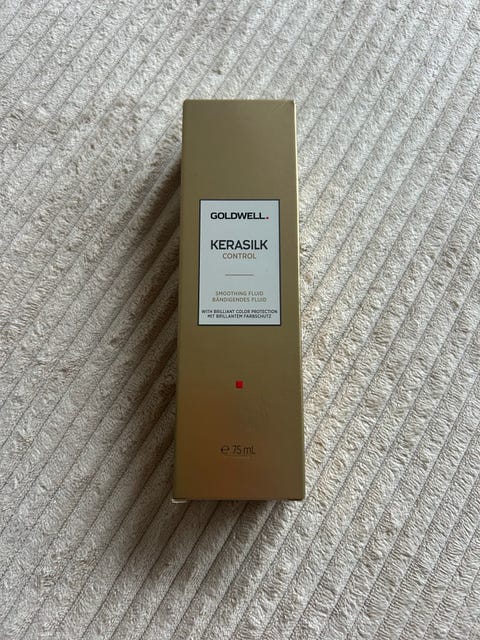 GOLDWELL.
KERASILK
CONTROL
SMOOTHING FLUID
BÄNDIGENDES FLUID
WITH BRILLIANT COLOR PROTECTION
MIT BRILLANTEM FARBSCHUTZ
℮ 75 mL